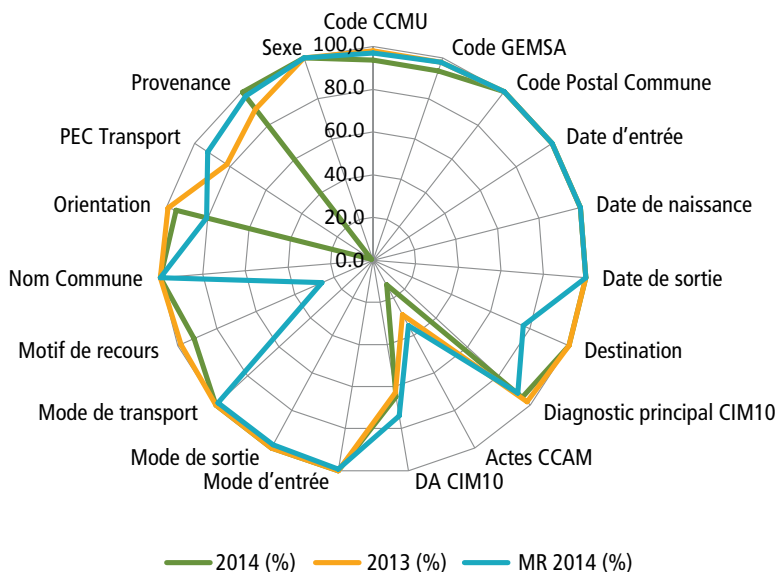 Code CCMU
100,0
Code GEMSA
Sexe
Code Postal Commune
80.0
Provenance
60.0
PEC Transport
Date d'entrée
40.0
Orientation
Date de naissance
20.0
0.0
Nom Commune
Date de sortie
Motif de recours
Destination
Mode de transport
Diagnostic principal CIM10
Mode de sortie
Actes CCAM
Mode d'entrée
DA CIM10
2014 (%)
2013 (%)
MR 2014 (%)